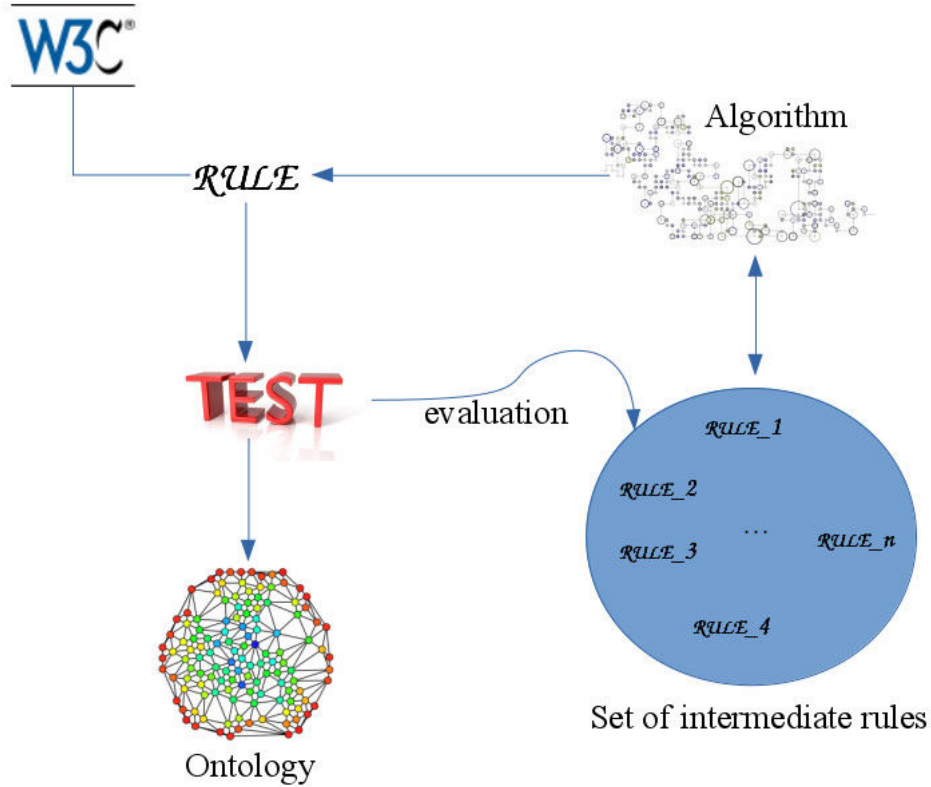 W3C®
Algorithm
RULE
TEST
evaluation
RULE_1
RULE_2
...
RULE_3
RULE_n
RULE_4
Set of intermediate rules
Ontology